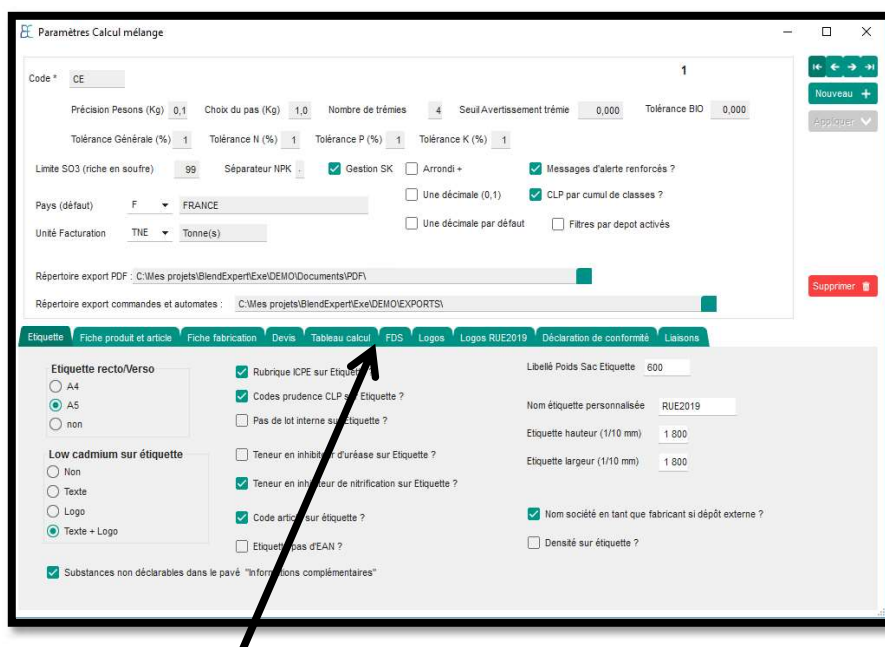 Paramètres Calcul mélange
1
Code * CE
Nouveau +
Appliquer
Précision Pesons (Kg) 0,1 Choix du pas (Kg) 1,0 Nombre de trémies 4 Seuil Avertissement trémie 0,000 Tolérance BIO 0,000
Tolérance Générale (%) 1 Tolérance N (%) 1 Tolérance P (%) 1 Tolérance K (%) 1
Limite SO3 (riche en soufre) 99 Séparateur NPK . Gestion SK Arrondi + Messages d'alerte renforcés ?
Une décimale (0,1) CLP par cumul de classes ?
Pays (défaut) F FRANCE
Une décimale par défaut Filtres par depot activés
Unité Facturation TNE Tonne(s)
Répertoire export PDF : C:\Mes projets\BlendExpert\Exe\DEMO\Documents\PDF\
Supprimer
Répertoire export commandes et automates : C:\Mes projets\BlendExpert\Exe\DEMO\EXPORTS\
Etiquette Fiche produit et article Fiche fabrication Devis Tableau calcul FDS Logos Logos RUE2019 Déclaration de conformité Liaisons
Etiquette recto/Verso
A4
A5
non
Low cadmium sur étiquette
Non
Texte
Logo
Texte + Logo
Substances non déclarables dans le pavé "Informations complémentaires"
Rubrique ICPE sur Etiquette ?
Codes prudence CLP sur Etiquette ?
Pas de lot interne sur Etiquette ?
Teneur en inhibiteur d'uréase sur Etiquette ?
Teneur en inhibiteur de nitrification sur Etiquette ?
Code article sur étiquette ?
Etiquette pas d'EAN ?
Libellé Poids Sac Etiquette 600
Nom étiquette personnalisée RUE2019
Etiquette hauteur (1/10 mm) 1 800
Etiquette largeur (1/10 mm) 1 800
Nom société en tant que fabricant si dépôt externe ?
Densité sur étiquette ?